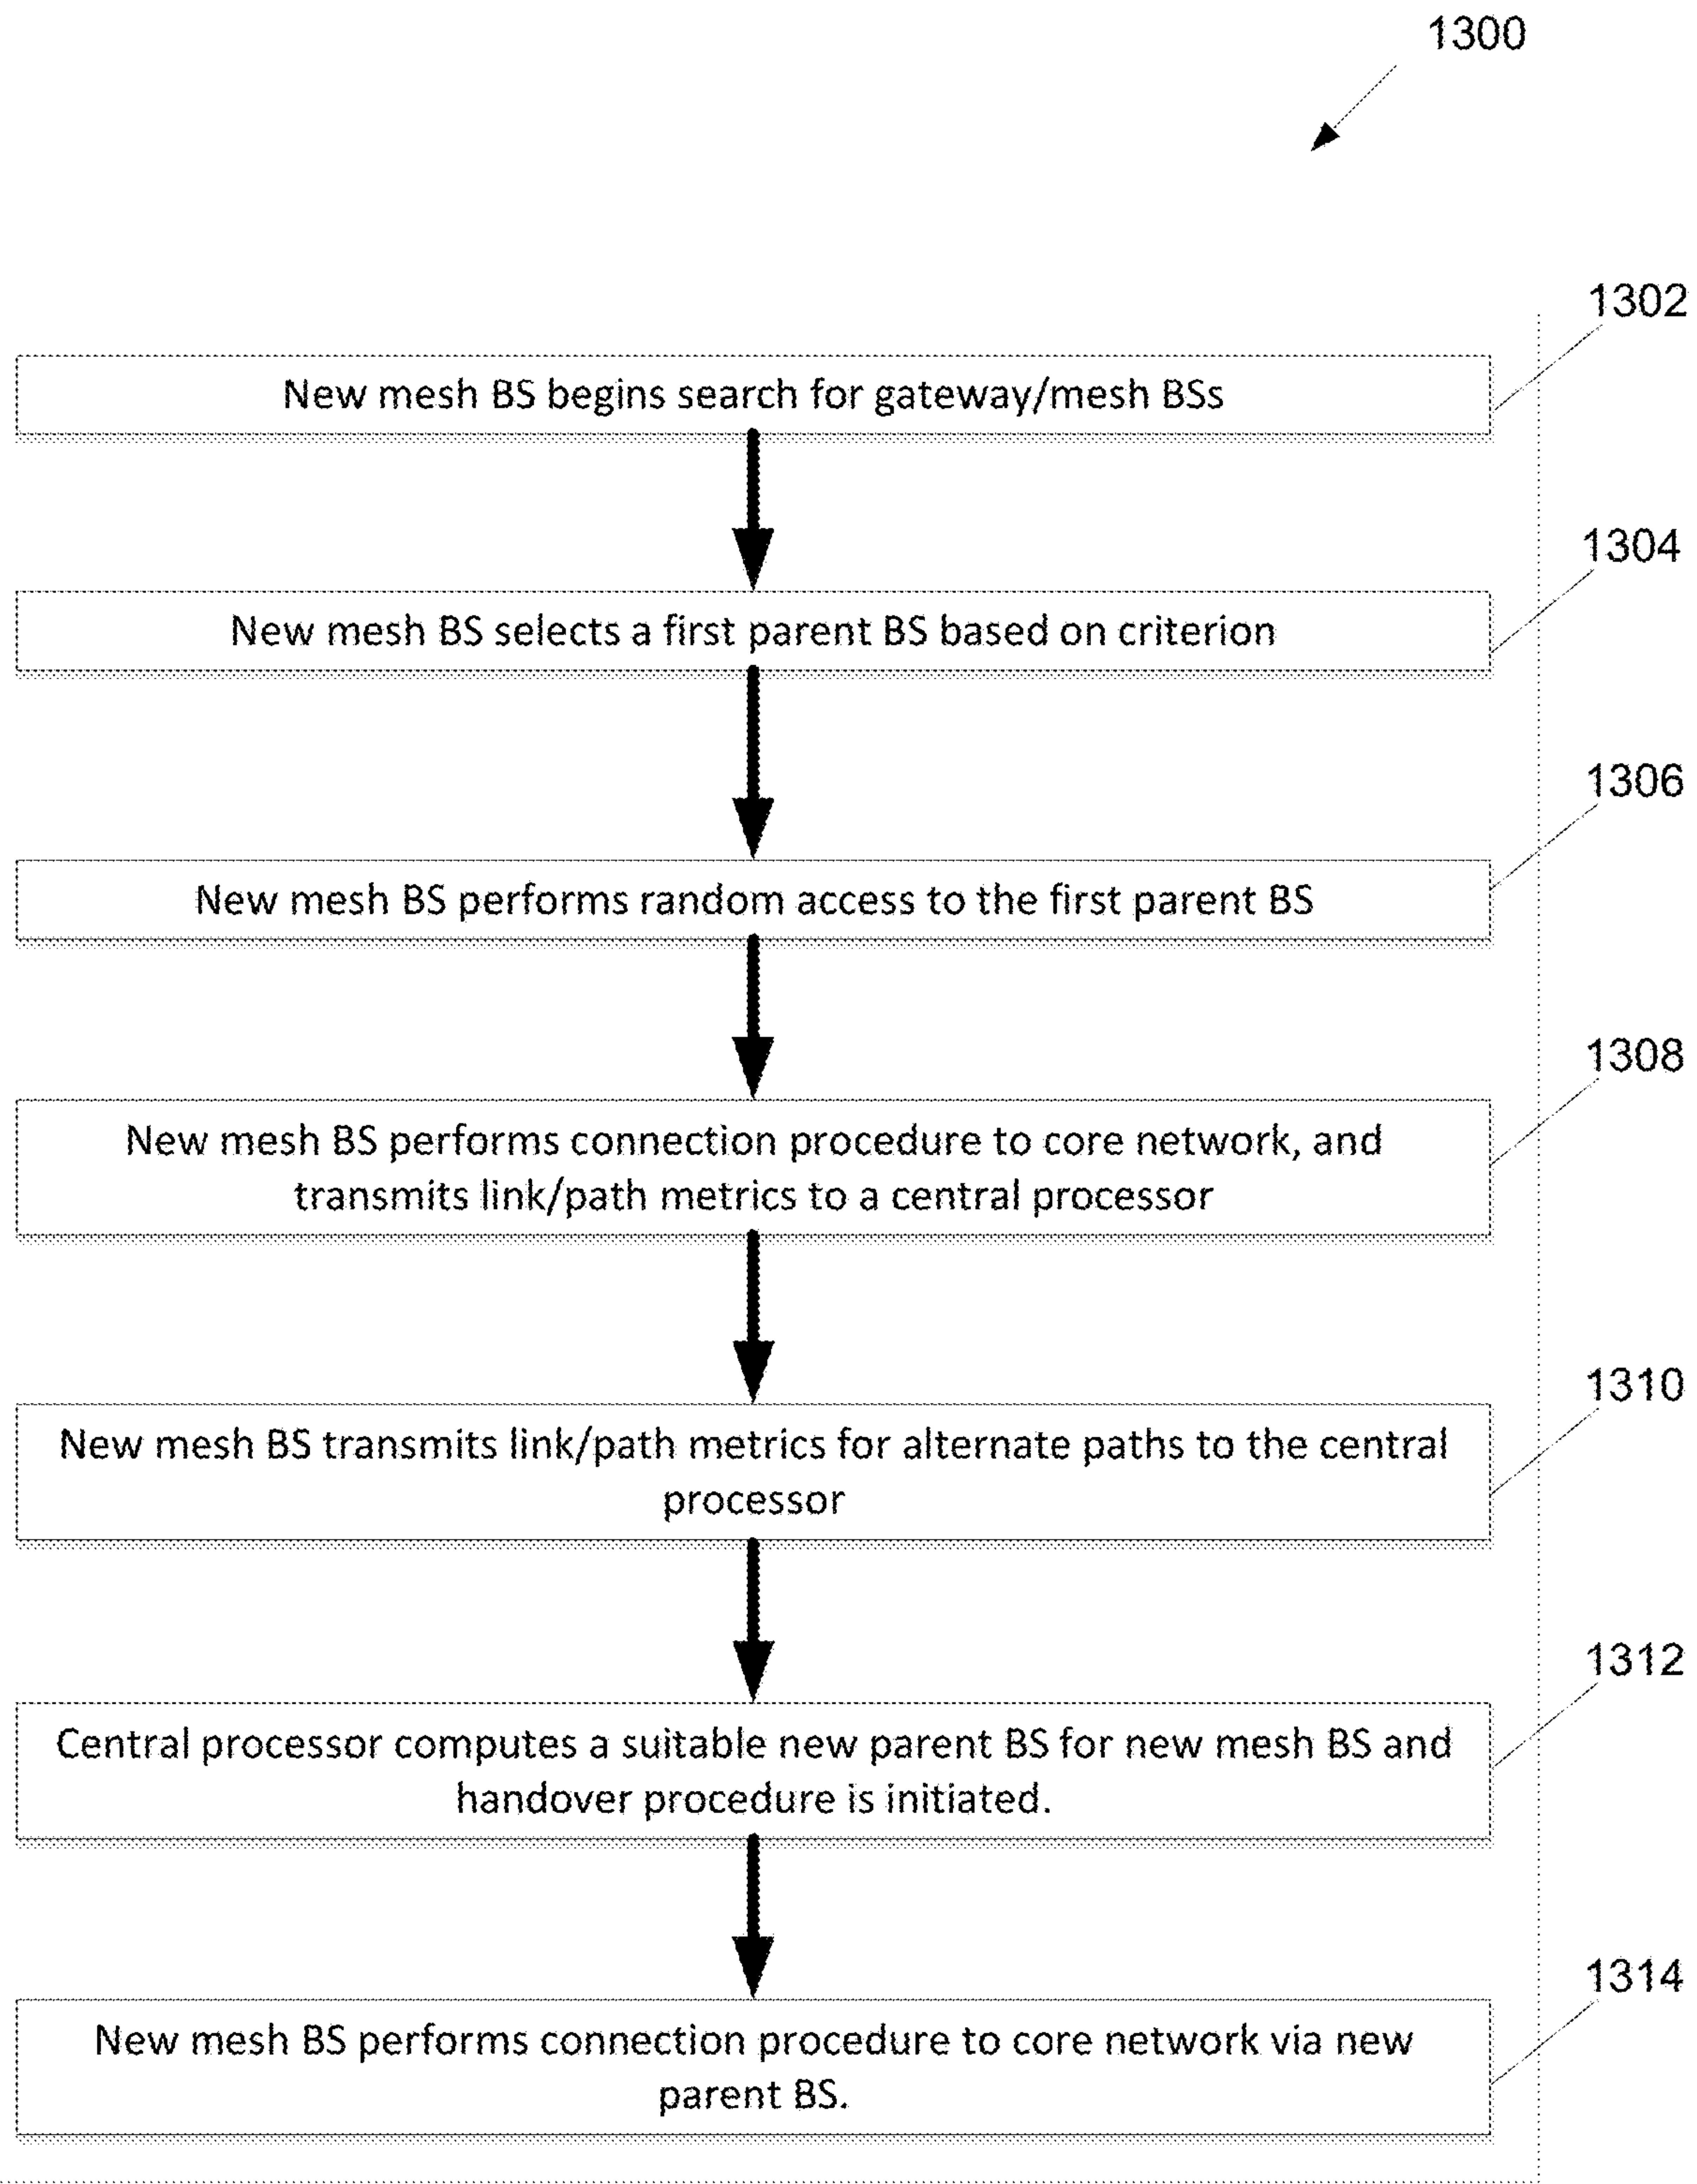 1300
1302
New mesh BS begins search for gateway/mesh BSs
1304
New mesh BS selects a first parent BS based on criterion
1306
New mesh BS performs random access to the first parent BS
1308
New mesh BS performs connection procedure to core network, and
transmits link/path metrics to a central processor
1310
New mesh BS transmits link/path metrics for alternate paths to the central
processor
1312
Central processor computes a suitable new parent BS for new mesh BS and
handover procedure is initiated.
1314
New mesh BS performs connection procedure to core network via new
parent BS.